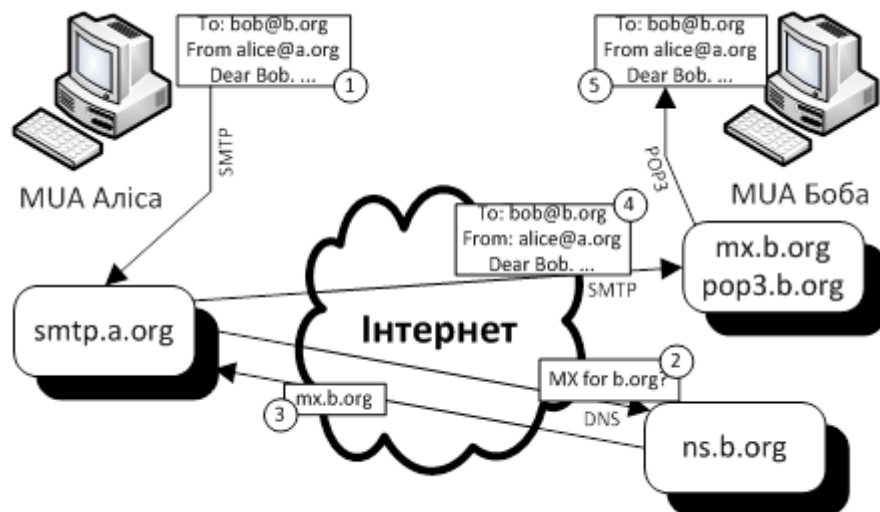 To: bob@b.org
From alice@a.org
Dear Bob. ...
1
SMTP
MUA Аліса
To: bob@b.org
From alice@a.org
Dear Bob. ...
5
POP3
MUA Боба
To: bob@b.org
From: alice@a.org
Dear Bob. ...
4
SMTP
mx.b.org
pop3.b.org
smtp.a.org
Інтернет
MX for b.org?
2
DNS
mx.b.org
3
ns.b.org